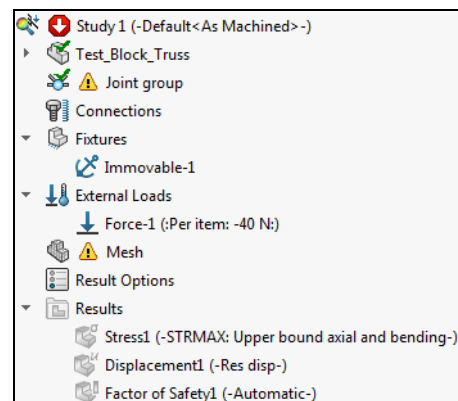 Study 1 (-Default<As Machined>-)
Test_Block_Truss
Joint group
Connections
Fixtures
Immovable-1
External Loads
Force-1 (:Per item: -40 N:)
Mesh
Result Options
Results
Stress1 (-STRMAX: Upper bound axial and bending-)
Displacement1 (-Res disp-)
Factor of Safety1 (-Automatic-)